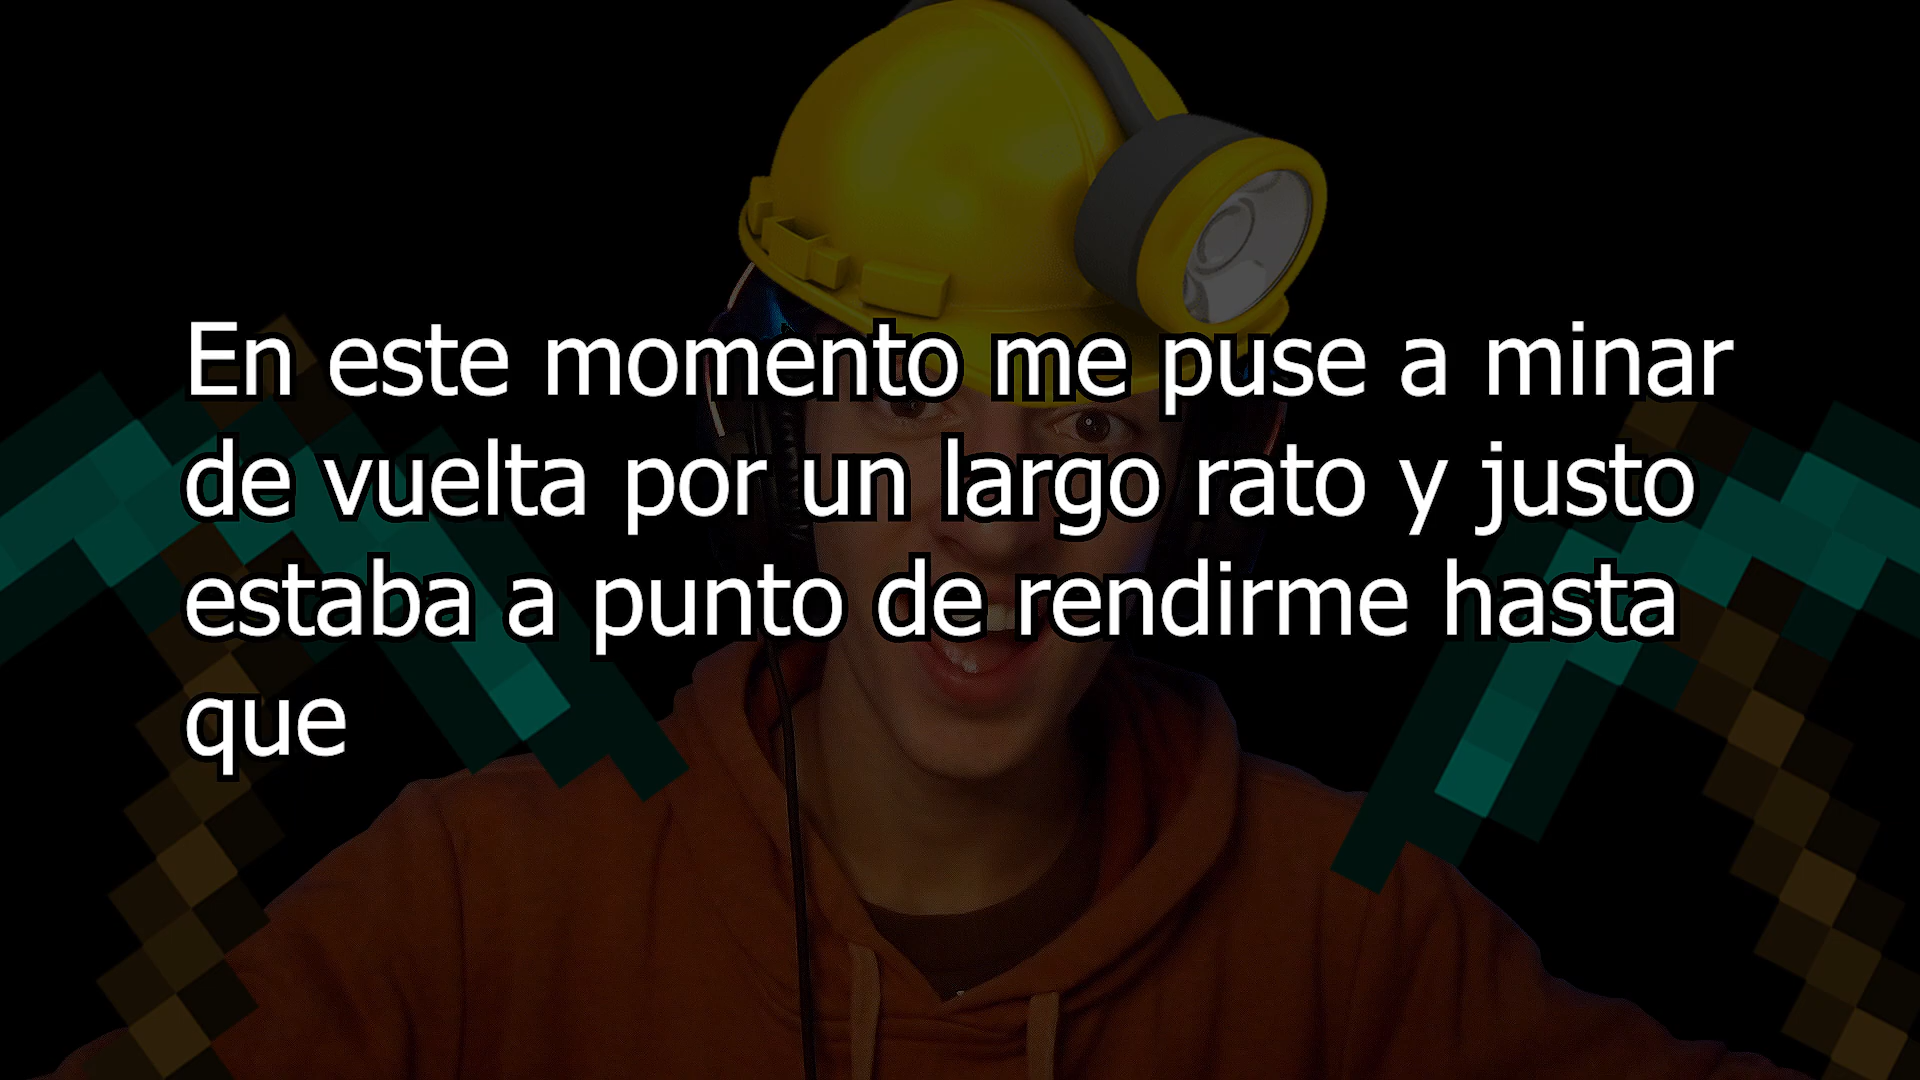 En este momento me puse a minar
de vuelta por un largo rato y justo
estaba a punto de rendirme hasta
que